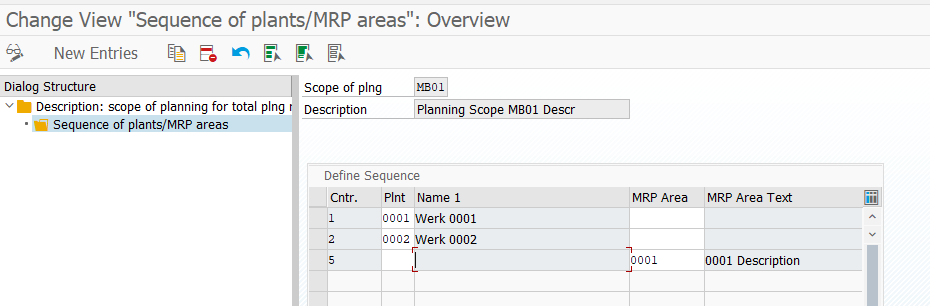 Change View "Sequence of plants/MRP areas": Overview
New Entries
Dialog Structure
Description: scope of planning for total plng r
Sequence of plants/MRP areas
Scope of plng MB01
Description Planning Scope MB01 Descr
Define Sequence
Cntr. Plnt Name 1 MRP Area MRP Area Text
1 0001 Werk 0001
2 0002 Werk 0002
5 0001 0001 Description